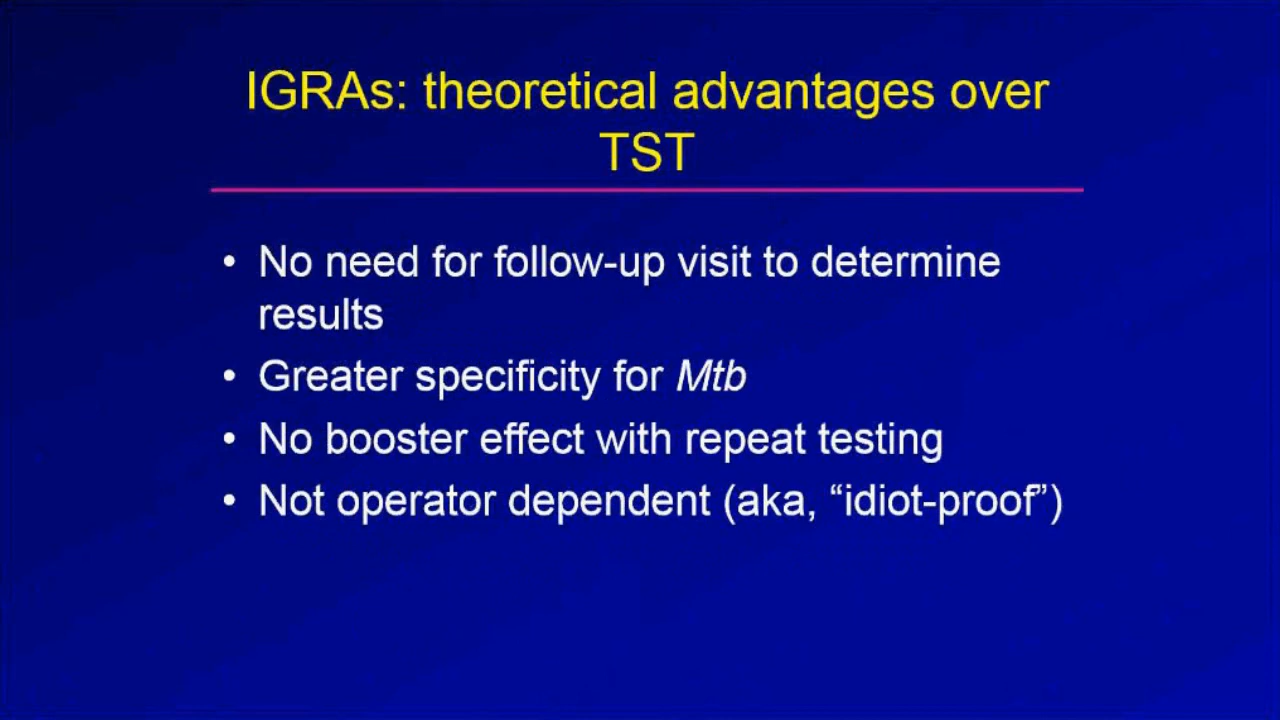 IGRAs: theoretical advantages over
TST
• No need for follow-up visit to determine
results
• Greater specificity for Mtb
• No booster effect with repeat testing
• Not operator dependent (aka, “idiot-proof”)